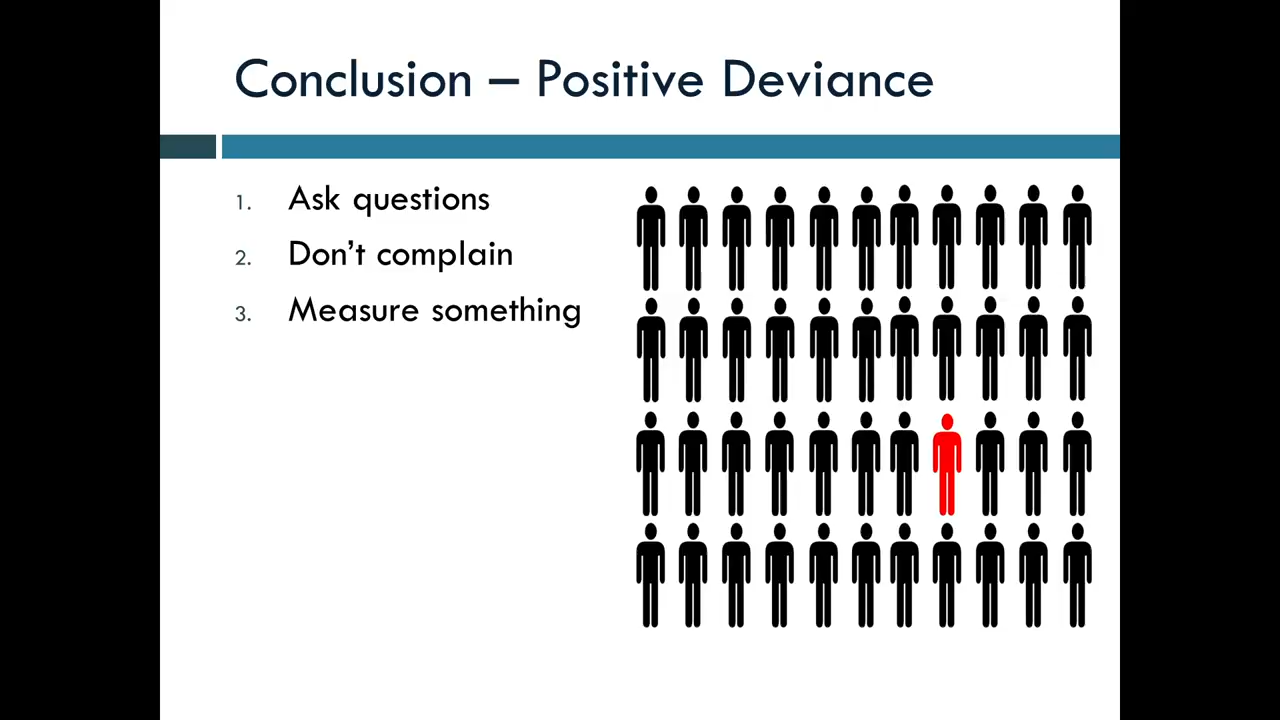 Conclusion – Positive Deviance
1. Ask questions
2. Don’t complain
3. Measure something